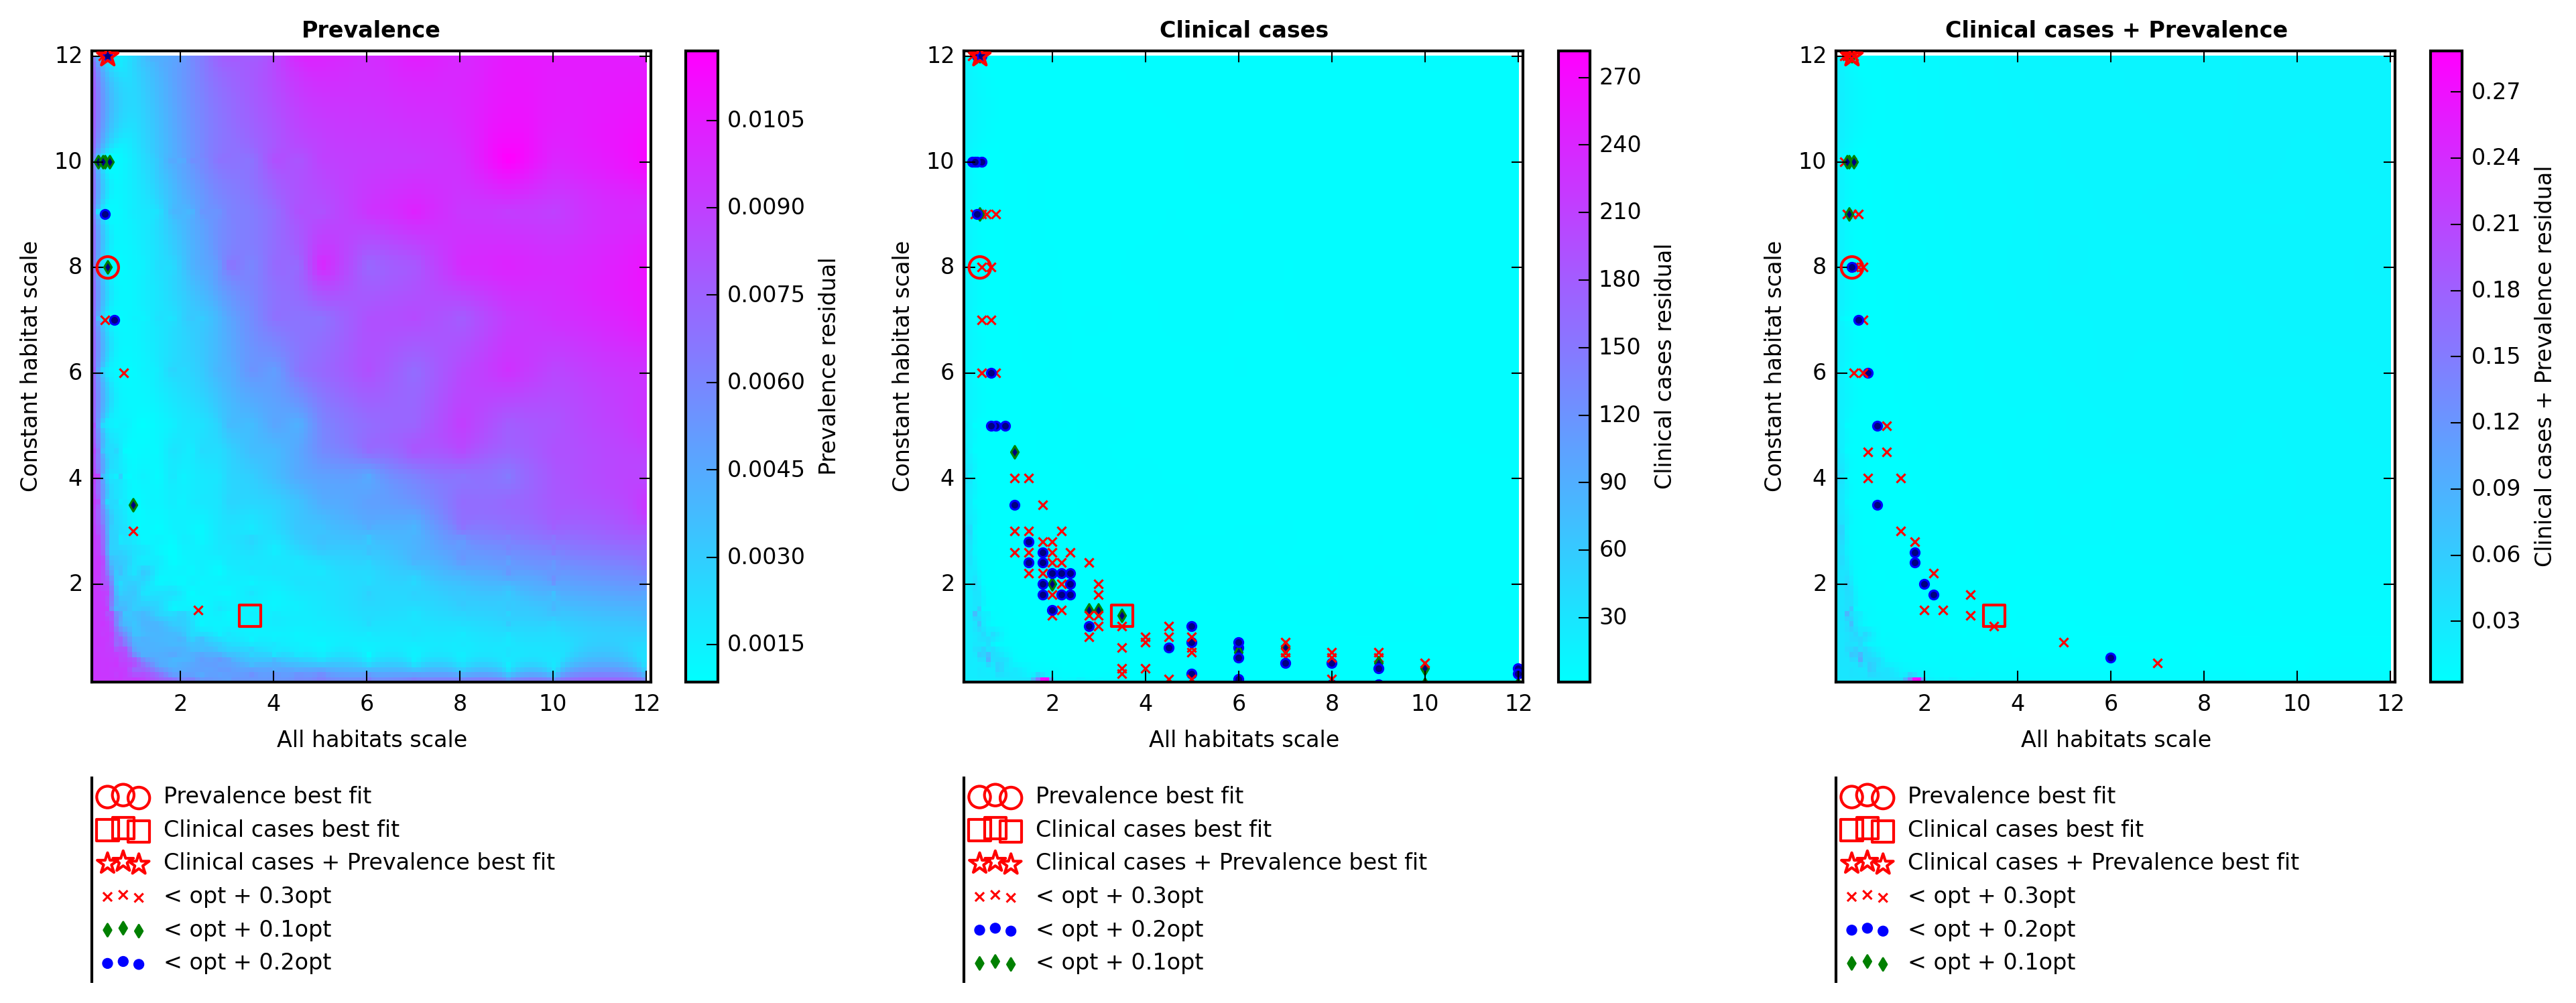 Prevalence
Constant habitat scale
12
10
8
6
4
2
2 4 6 8 10 12
All habitats scale
0.0105
0.0090
0.0075
0.0060
0.0045
0.0030
0.0015
Prevalence residual
Prevalence best fit
Clinical cases best fit
Clinical cases + Prevalence best fit
< opt + 0.3opt
< opt + 0.1opt
< opt + 0.2opt
Clinical cases
Constant habitat scale
12
10
8
6
4
2
2 4 6 8 10 12
All habitats scale
270
240
210
180
150
120
90
60
30
Clinical cases residual
Prevalence best fit
Clinical cases best fit
Clinical cases + Prevalence best fit
< opt + 0.3opt
< opt + 0.2opt
< opt + 0.1opt
Clinical cases + Prevalence
Constant habitat scale
12
10
8
6
4
2
2 4 6 8 10 12
All habitats scale
0.27
0.24
0.21
0.18
0.15
0.12
0.09
0.06
0.03
Clinical cases + Prevalence residual
Prevalence best fit
Clinical cases best fit
Clinical cases + Prevalence best fit
< opt + 0.3opt
< opt + 0.2opt
< opt + 0.1opt